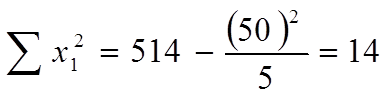 ∑ x₁² = 514 − (50)² / 5 = 14